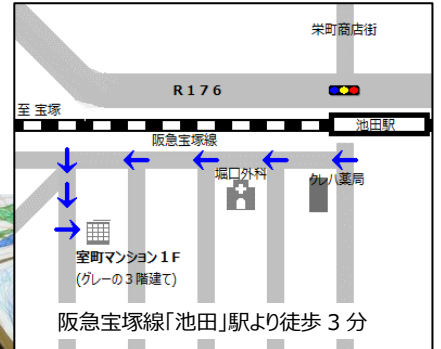 栄町商店街
R176
至 宝塚
池田駅
阪急宝塚線
堀口外科
クレハ薬局
室町マンション1F
(グレーの3階建て)
阪急宝塚線「池田」駅より徒歩 3 分